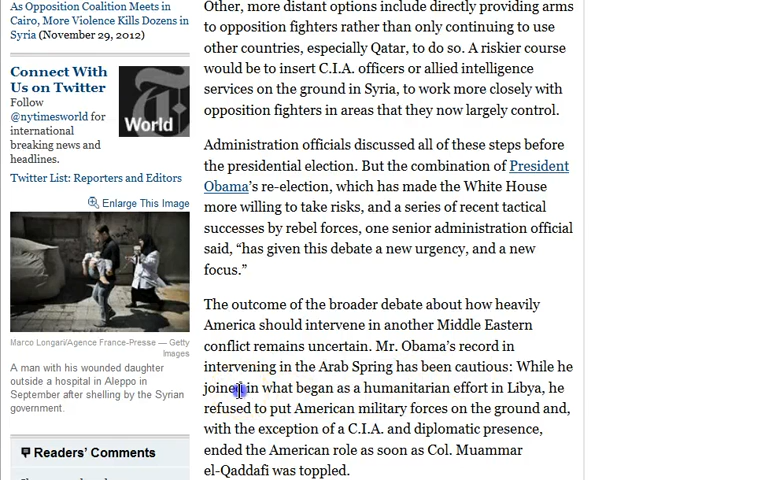 As Opposition Coalition Meets in
Cairo, More Violence Kills Dozens in
Syria (November 29, 2012)
Connect With
Us on Twitter
Follow
@nytimesworld for
international
breaking news and
headlines.
World
Twitter List: Reporters and Editors
Enlarge This Image
Marco Longari/Agence France-Presse — Getty
Images
A man with his wounded daughter
outside a hospital in Aleppo in
September after shelling by the Syrian
government.
Readers' Comments
Other, more distant options include directly providing arms
to opposition fighters rather than only continuing to use
other countries, especially Qatar, to do so. A riskier course
would be to insert C.I.A. officers or allied intelligence
services on the ground in Syria, to work more closely with
opposition fighters in areas that they now largely control.
Administration officials discussed all of these steps before
the presidential election. But the combination of President
Obama's re-election, which has made the White House
more willing to take risks, and a series of recent tactical
successes by rebel forces, one senior administration official
said, “has given this debate a new urgency, and a new
focus.”
The outcome of the broader debate about how heavily
America should intervene in another Middle Eastern
conflict remains uncertain. Mr. Obama's record in
intervening in the Arab Spring has been cautious: While he
joined in what began as a humanitarian effort in Libya, he
refused to put American military forces on the ground and,
with the exception of a C.I.A. and diplomatic presence,
ended the American role as soon as Col. Muammar
el-Qaddafi was toppled.